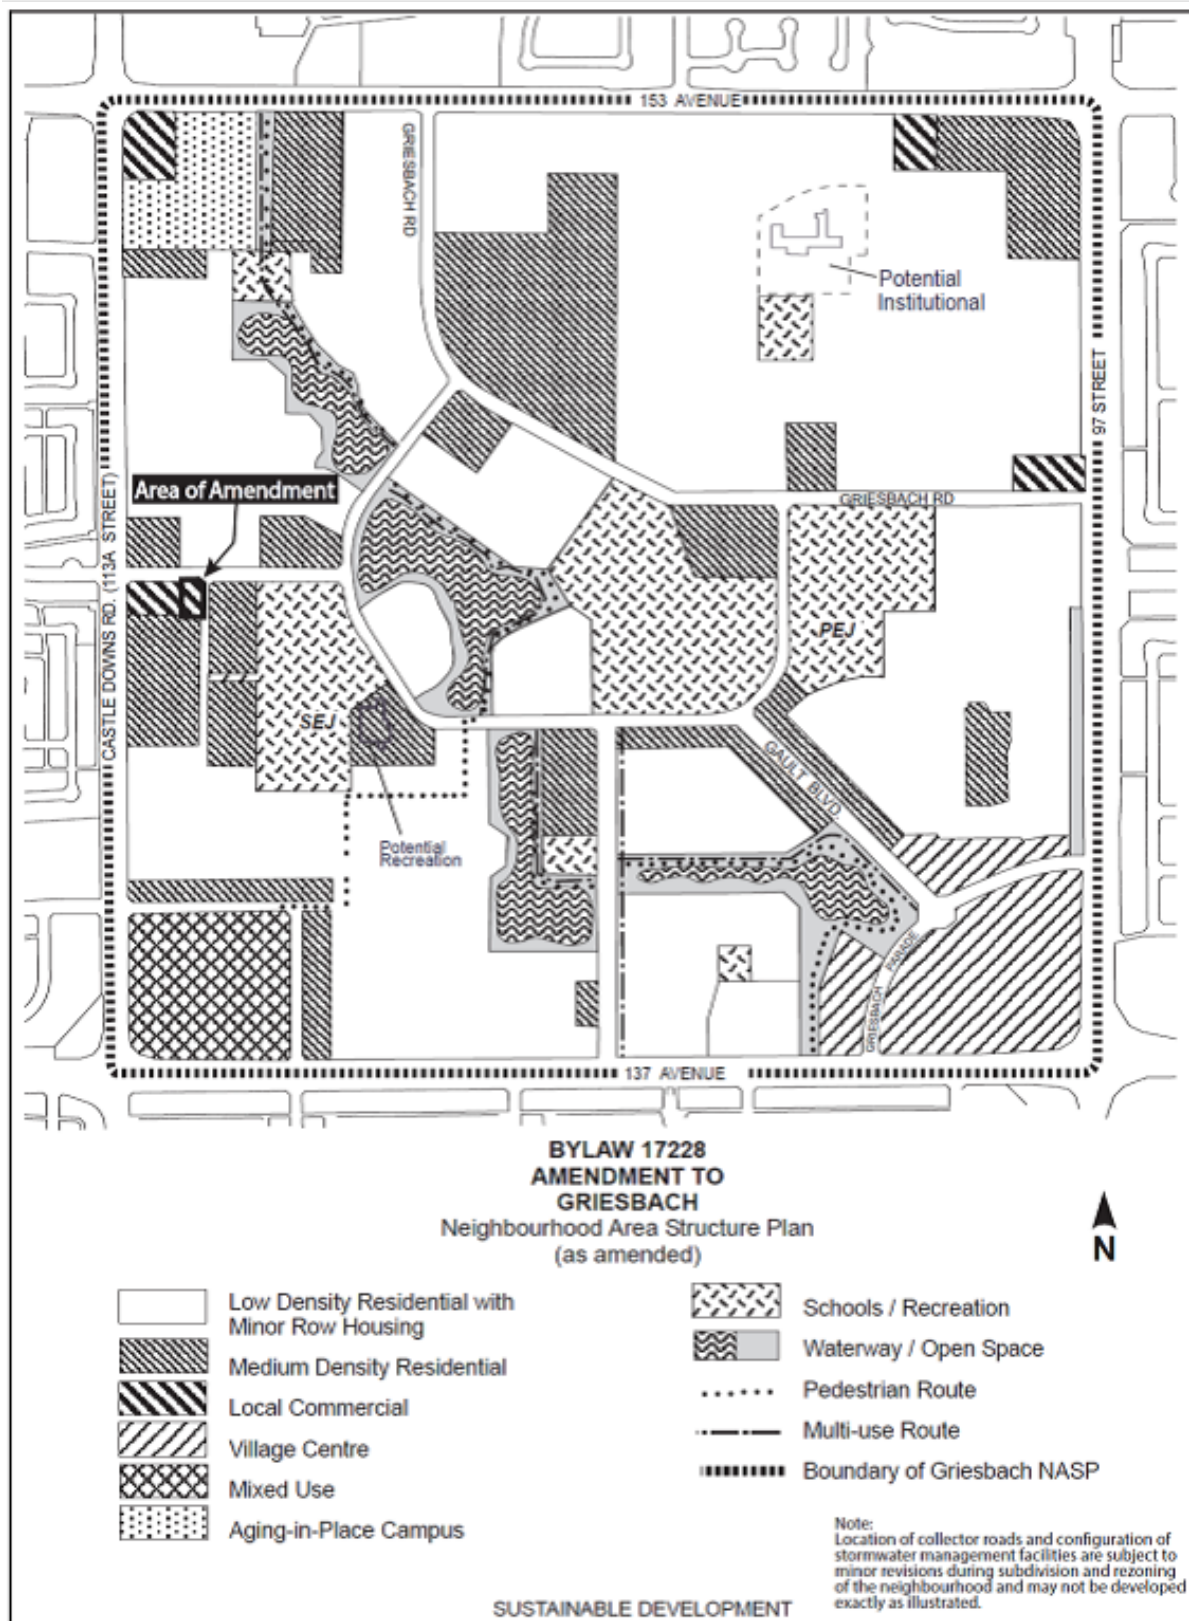 153 AVENUE
GRIESBACH RD
Potential
Institutional
97 STREET
Area of Amendment
CASTLE DOWNS RD. (113A STREET)
GRIESBACH RD
PEJ
SEJ
GAULT BLVD.
Potential
Recreation
GRIESBACH PARADE
137 AVENUE
BYLAW 17228
AMENDMENT TO
GRIESBACH
Neighbourhood Area Structure Plan
(as amended)
N
Low Density Residential with
Minor Row Housing
Medium Density Residential
Local Commercial
Village Centre
Mixed Use
Aging-in-Place Campus
Schools / Recreation
Waterway / Open Space
Pedestrian Route
Multi-use Route
Boundary of Griesbach NASP
Note:
Location of collector roads and configuration of
stormwater management facilities are subject to
minor revisions during subdivision and rezoning
of the neighbourhood and may not be developed
exactly as illustrated.
SUSTAINABLE DEVELOPMENT